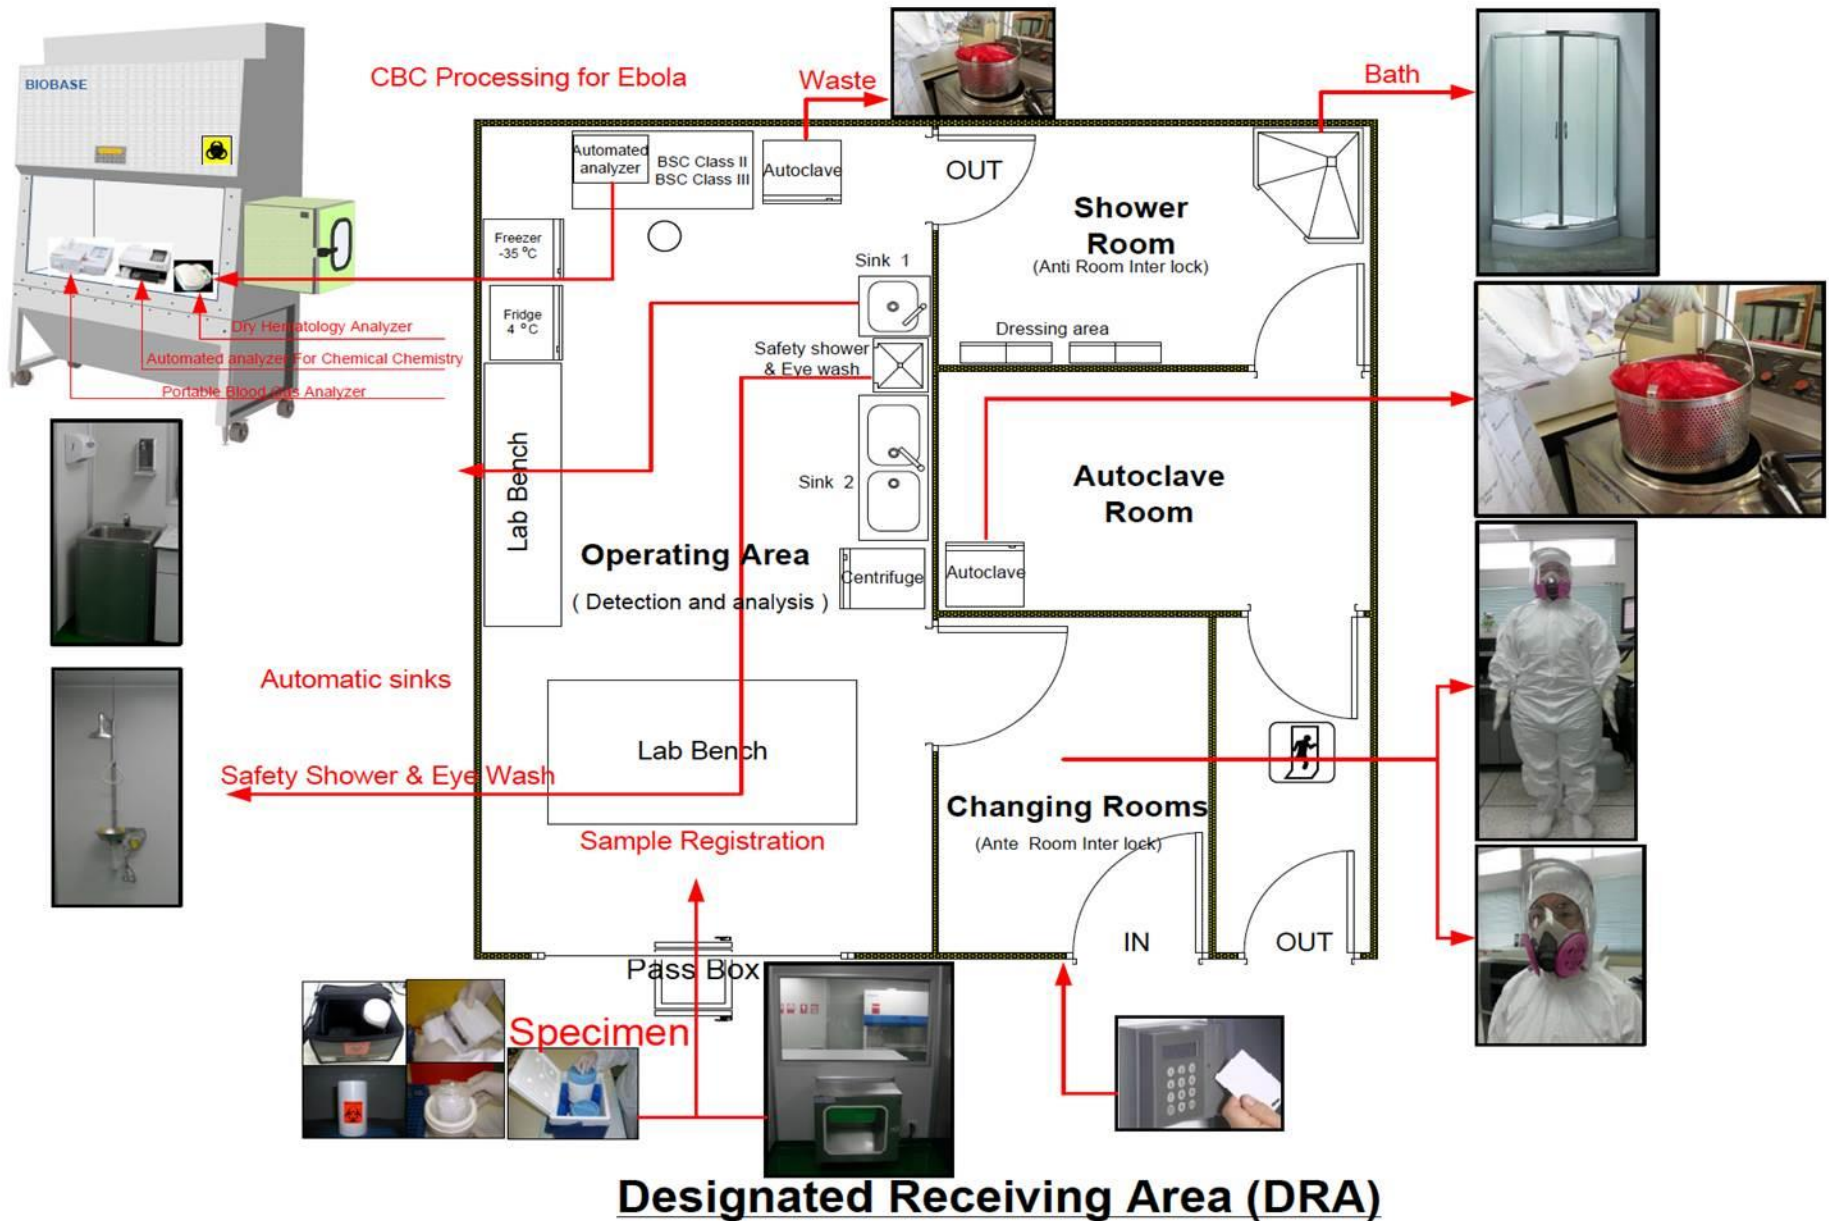 BIOBASE
CBC Processing for Ebola
Waste
Bath
Automated
analyzer
BSC Class II
BSC Class III
Autoclave
OUT
Shower
Room
(Anti Room Inter lock)
Freezer
-35 °C
Sink 1
Fridge
4 °C
Dry Hematology Analyzer
Automated analyzer For Chemical Chemistry
Portable Blood Gas Analyzer
Safety shower
& Eye wash
Dressing area
Lab Bench
Sink 2
Autoclave
Room
Operating Area
( Detection and analysis )
Centrifuge
Autoclave
Automatic sinks
Lab Bench
Safety Shower & Eye Wash
Sample Registration
Changing Rooms
(Ante Room Inter lock)
IN
OUT
Pass Box
Specimen
Designated Receiving Area (DRA)